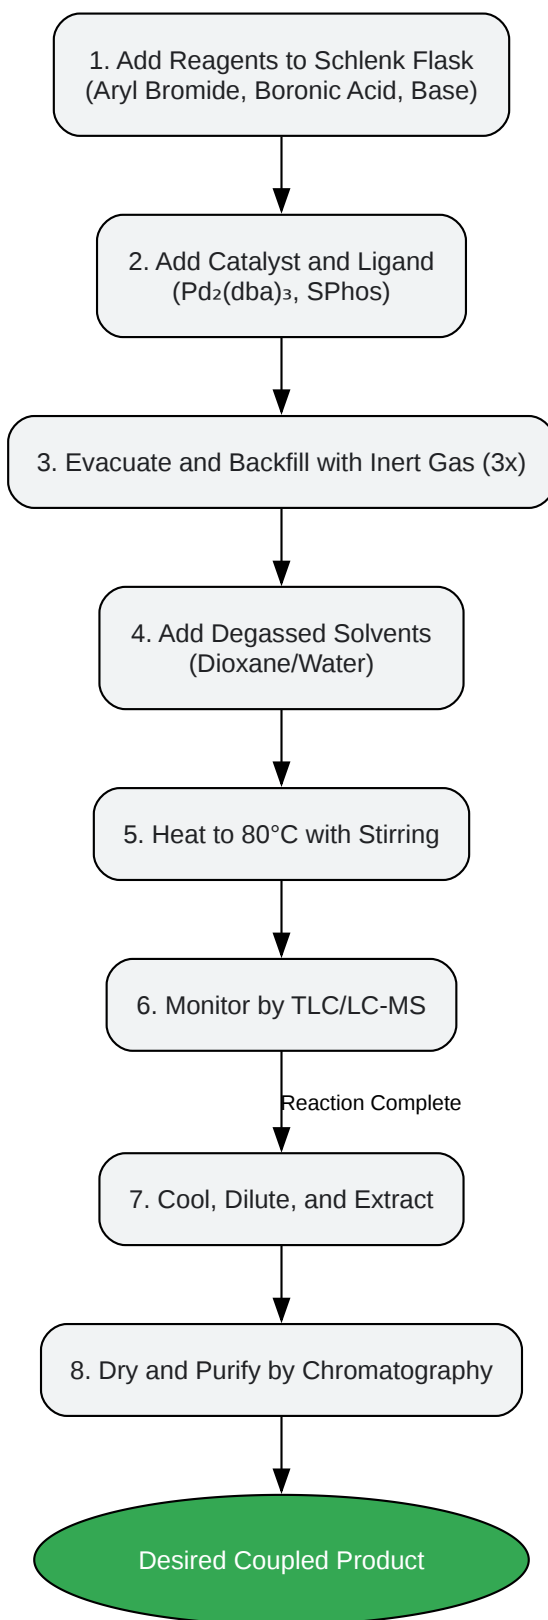 1. Add Reagents to Schlenk Flask
(Aryl Bromide, Boronic Acid, Base)
2. Add Catalyst and Ligand
(Pd₂(dba)₃, SPhos)
3. Evacuate and Backfill with Inert Gas (3x)
4. Add Degassed Solvents
(Dioxane/Water)
5. Heat to 80°C with Stirring
6. Monitor by TLC/LC-MS
Reaction Complete
7. Cool, Dilute, and Extract
8. Dry and Purify by Chromatography
Desired Coupled Product